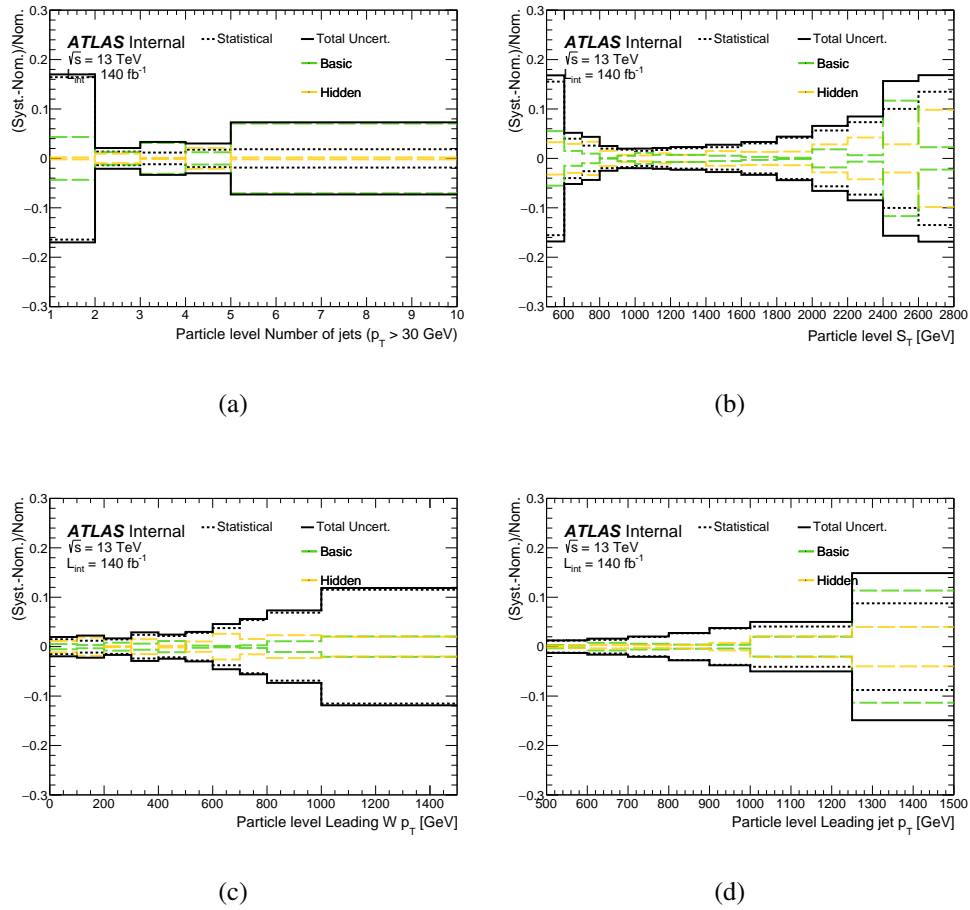 (Syst.-Nom.)/Nom.
0.3
0.2
0.1
0
−0.1
−0.2
−0.3
ATLAS Internal
√s = 13 TeV
L_int = 140 fb⁻¹
Statistical
Total Uncert.
Basic
Hidden
1 2 3 4 5 6 7 8 9 10
Particle level Number of jets (p_T > 30 GeV)
(a)
(Syst.-Nom.)/Nom.
0.3
0.2
0.1
0
−0.1
−0.2
−0.3
ATLAS Internal
√s = 13 TeV
L_int = 140 fb⁻¹
Statistical
Total Uncert.
Basic
Hidden
600 800 1000 1200 1400 1600 1800 2000 2200 2400 2600 2800
Particle level S_T [GeV]
(b)
(Syst.-Nom.)/Nom.
0.3
0.2
0.1
0
−0.1
−0.2
−0.3
ATLAS Internal
√s = 13 TeV
L_int = 140 fb⁻¹
Statistical
Total Uncert.
Basic
Hidden
0 200 400 600 800 1000 1200 1400
Particle level Leading W p_T [GeV]
(c)
(Syst.-Nom.)/Nom.
0.3
0.2
0.1
0
−0.1
−0.2
−0.3
ATLAS Internal
√s = 13 TeV
L_int = 140 fb⁻¹
Statistical
Total Uncert.
Basic
Hidden
500 600 700 800 900 1000 1100 1200 1300 1400 1500
Particle level Leading jet p_T [GeV]
(d)